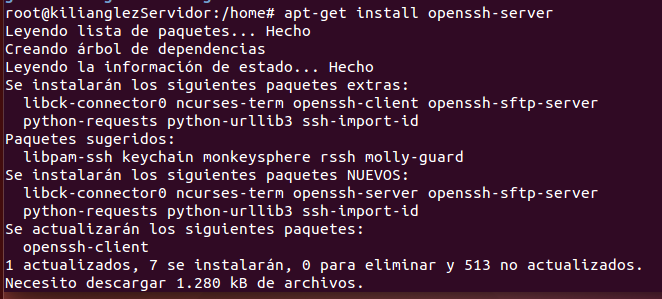 root@kilianglezServidor:/home# apt-get install openssh-server
Leyendo lista de paquetes... Hecho
Creando árbol de dependencias
Leyendo la información de estado... Hecho
Se instalarán los siguientes paquetes extras:
  libck-connector0 ncurses-term openssh-client openssh-sftp-server
  python-requests python-urllib3 ssh-import-id
Paquetes sugeridos:
  libpam-ssh keychain monkeysphere rssh molly-guard
Se instalarán los siguientes paquetes NUEVOS:
  libck-connector0 ncurses-term openssh-server openssh-sftp-server
  python-requests python-urllib3 ssh-import-id
Se actualizarán los siguientes paquetes:
  openssh-client
1 actualizados, 7 se instalarán, 0 para eliminar y 513 no actualizados.
Necesito descargar 1.280 kB de archivos.